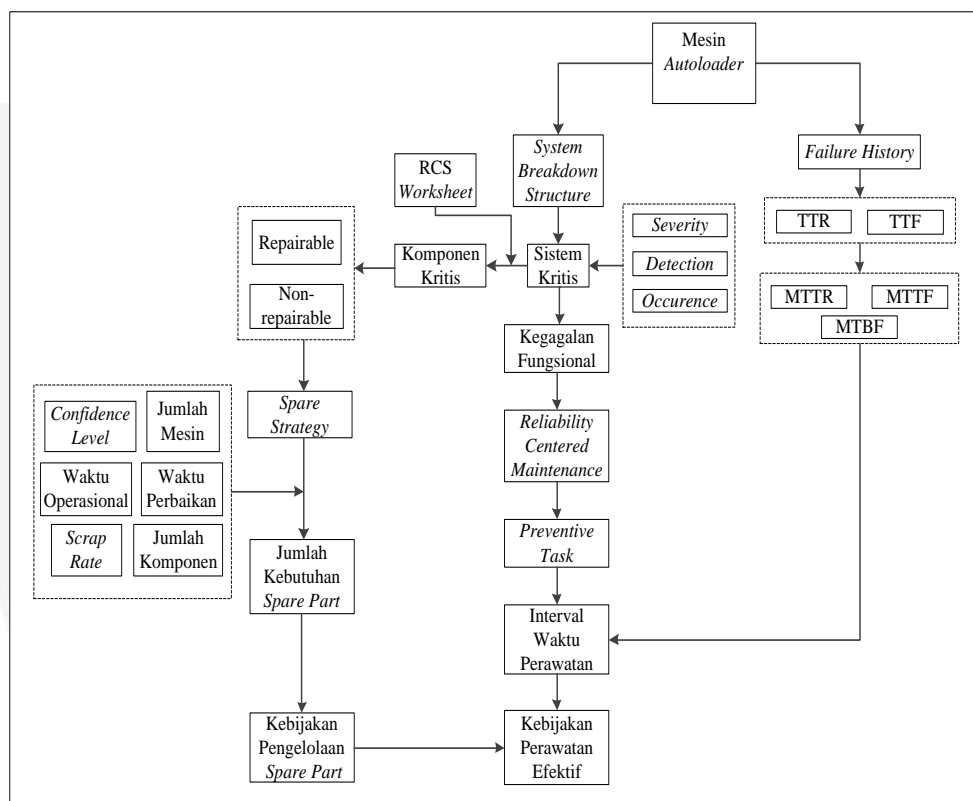 Mesin
Autoloader
System
Breakdown
Structure
Failure History
RCS
Worksheet
TTR
TTF
Severity
Detection
Occurence
Repairable
Non-
repairable
Komponen
Kritis
Sistem
Kritis
MTTR
MTTF
MTBF
Kegagalan
Fungsional
Confidence
Level
Jumlah
Mesin
Waktu
Operasional
Waktu
Perbaikan
Scrap
Rate
Jumlah
Komponen
Spare
Strategy
Reliability
Centered
Maintenance
Preventive
Task
Jumlah
Kebutuhan
Spare Part
Interval
Waktu
Perawatan
Kebijakan
Pengelolaan
Spare Part
Kebijakan
Perawatan
Efektif